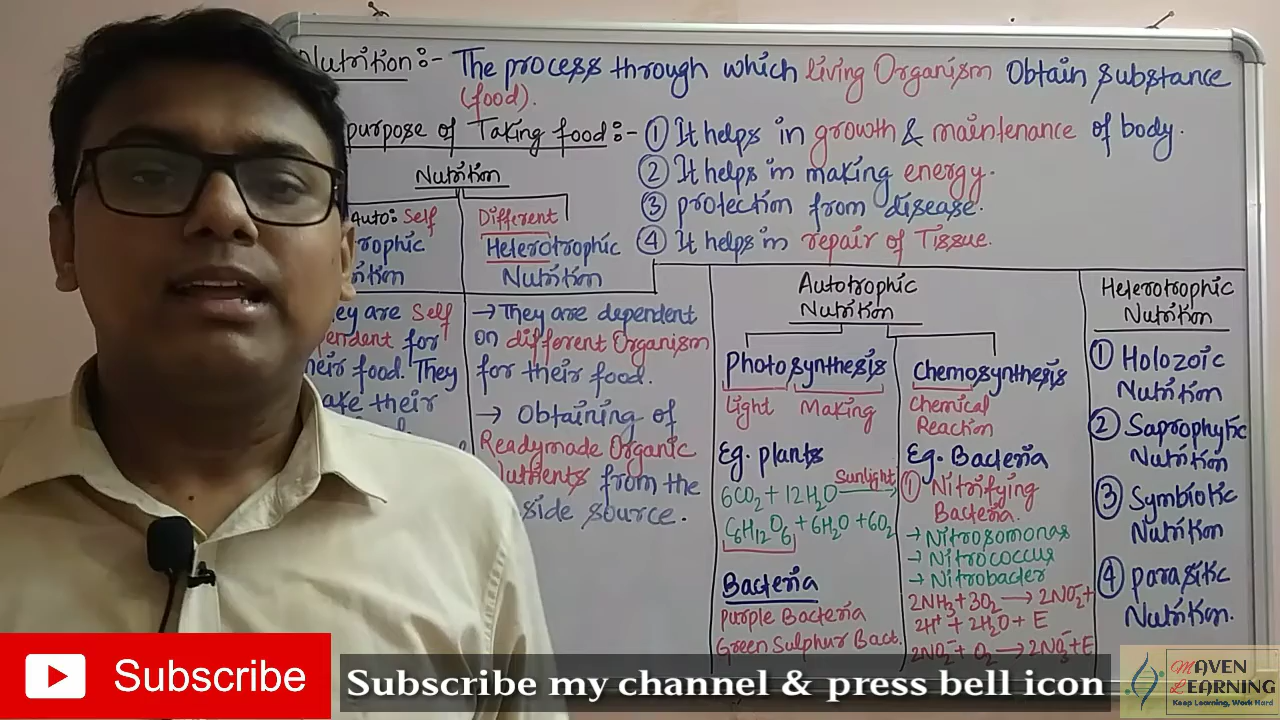 Nutrition:- The process through which living Organism Obtain substance
(food).
purpose of Taking food:- ① It helps in growth & maintenance of body.
② It helps in making energy.
③ protection from disease.
④ It helps in repair of Tissue.
Nutrition
Auto: Self
rophic
ition
Different
Heterotrophic
Nutrition
ey are Self
pendent for
heir food. They
ake their
→ They are dependent
on different Organism
for their food.
→ Obtaining of
Readymade Organic
Nutrients from the
side source.
Autotrophic
Nutrition
Photosynthesis
Light Making
Eg. plants
6CO₂ + 12H₂O Sunlight→
C₆H₁₂O₆ + 6H₂O + 6O₂
Bacteria
Purple Bacteria
Green Sulphur Bact.
Chemosynthesis
Chemical
Reaction
Eg. Bacteria
① Nitrifying
Bacteria.
→ Nitrosomonas
→ Nitrococcus
→ Nitrobacter
2NH₃ + 3O₂ → 2NO₂⁻ +
2H⁺ + 2H₂O + E
2NO₂⁻ + O₂ → 2NO₃⁻ + E
Heterotrophic
Nutrition
① Holozoic
Nutrition
② Saprophytic
Nutrition
③ Symbiotic
Nutrition
④ parasitic
Nutrition.
Subscribe
Subscribe my channel & press bell icon
MAVEN
LEARNING
Keep Learning, Work Hard